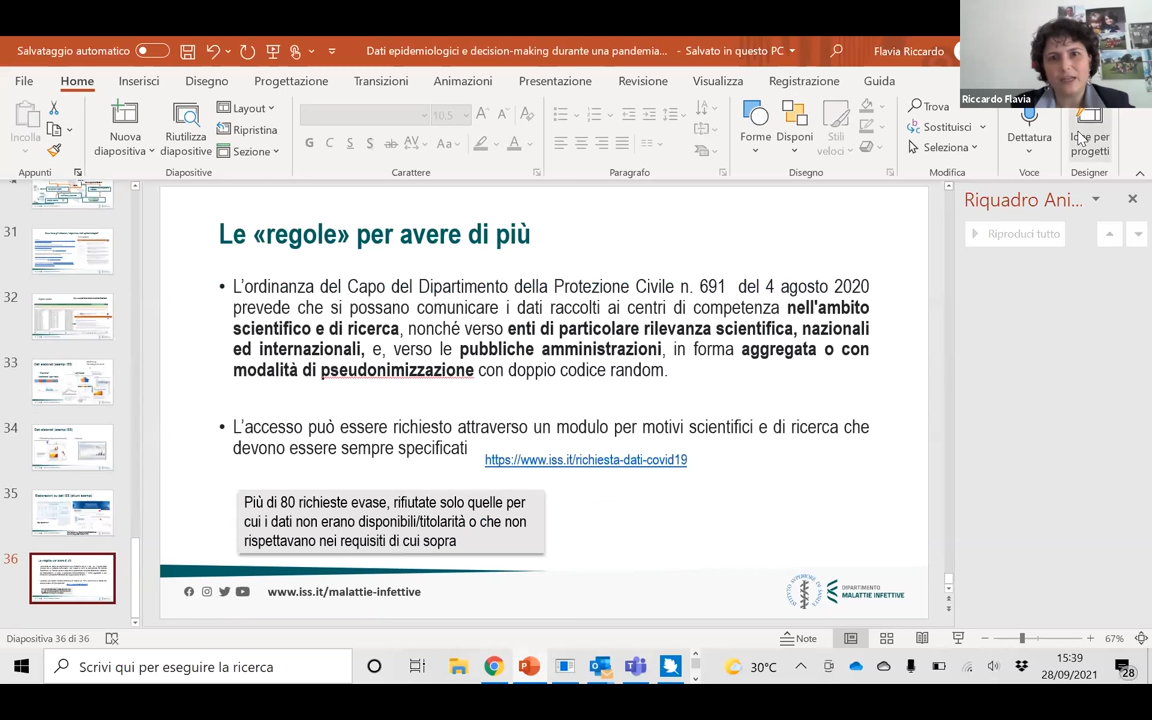 Salvataggio automatico
Dati epidemiologici e decision-making durante una pandemia... - Salvato in questo PC
Flavia Riccardo
File Home Inserisci Disegno Progettazione Transizioni Animazioni Presentazione Revisione Visualizza Registrazione Guida
Riccardo Flavia
Incolla
Nuova
diapositiva
Riutilizza
diapositive
Layout
Ripristina
Sezione
10.5
G C S S ab AV Aa A
Forme
Disponi
Stili
veloci
Trova
Sostituisci
Seleziona
Dettatura
Idee per
progetti
Appunti Diapositive Carattere Paragrafo Disegno Modifica Voce Designer
Riquadro Ani...
Riproduci tutto
31
32
33
34
35
36
Le «regole» per avere di più
• L’ordinanza del Capo del Dipartimento della Protezione Civile n. 691 del 4 agosto 2020
prevede che si possano comunicare i dati raccolti ai centri di competenza nell'ambito
scientifico e di ricerca, nonché verso enti di particolare rilevanza scientifica, nazionali
ed internazionali, e, verso le pubbliche amministrazioni, in forma aggregata o con
modalità di pseudonimizzazione con doppio codice random.
• L’accesso può essere richiesto attraverso un modulo per motivi scientifici e di ricerca che
devono essere sempre specificati
https://www.iss.it/richiesta-dati-covid19
Più di 80 richieste evase, rifiutate solo quelle per
cui i dati non erano disponibili/titolarità o che non
rispettavano nei requisiti di cui sopra
www.iss.it/malattie-infettive
DIPARTIMENTO
MALATTIE INFETTIVE
Diapositiva 36 di 36
Note
67%
Scrivi qui per eseguire la ricerca
30°C
15:39
28/09/2021
28